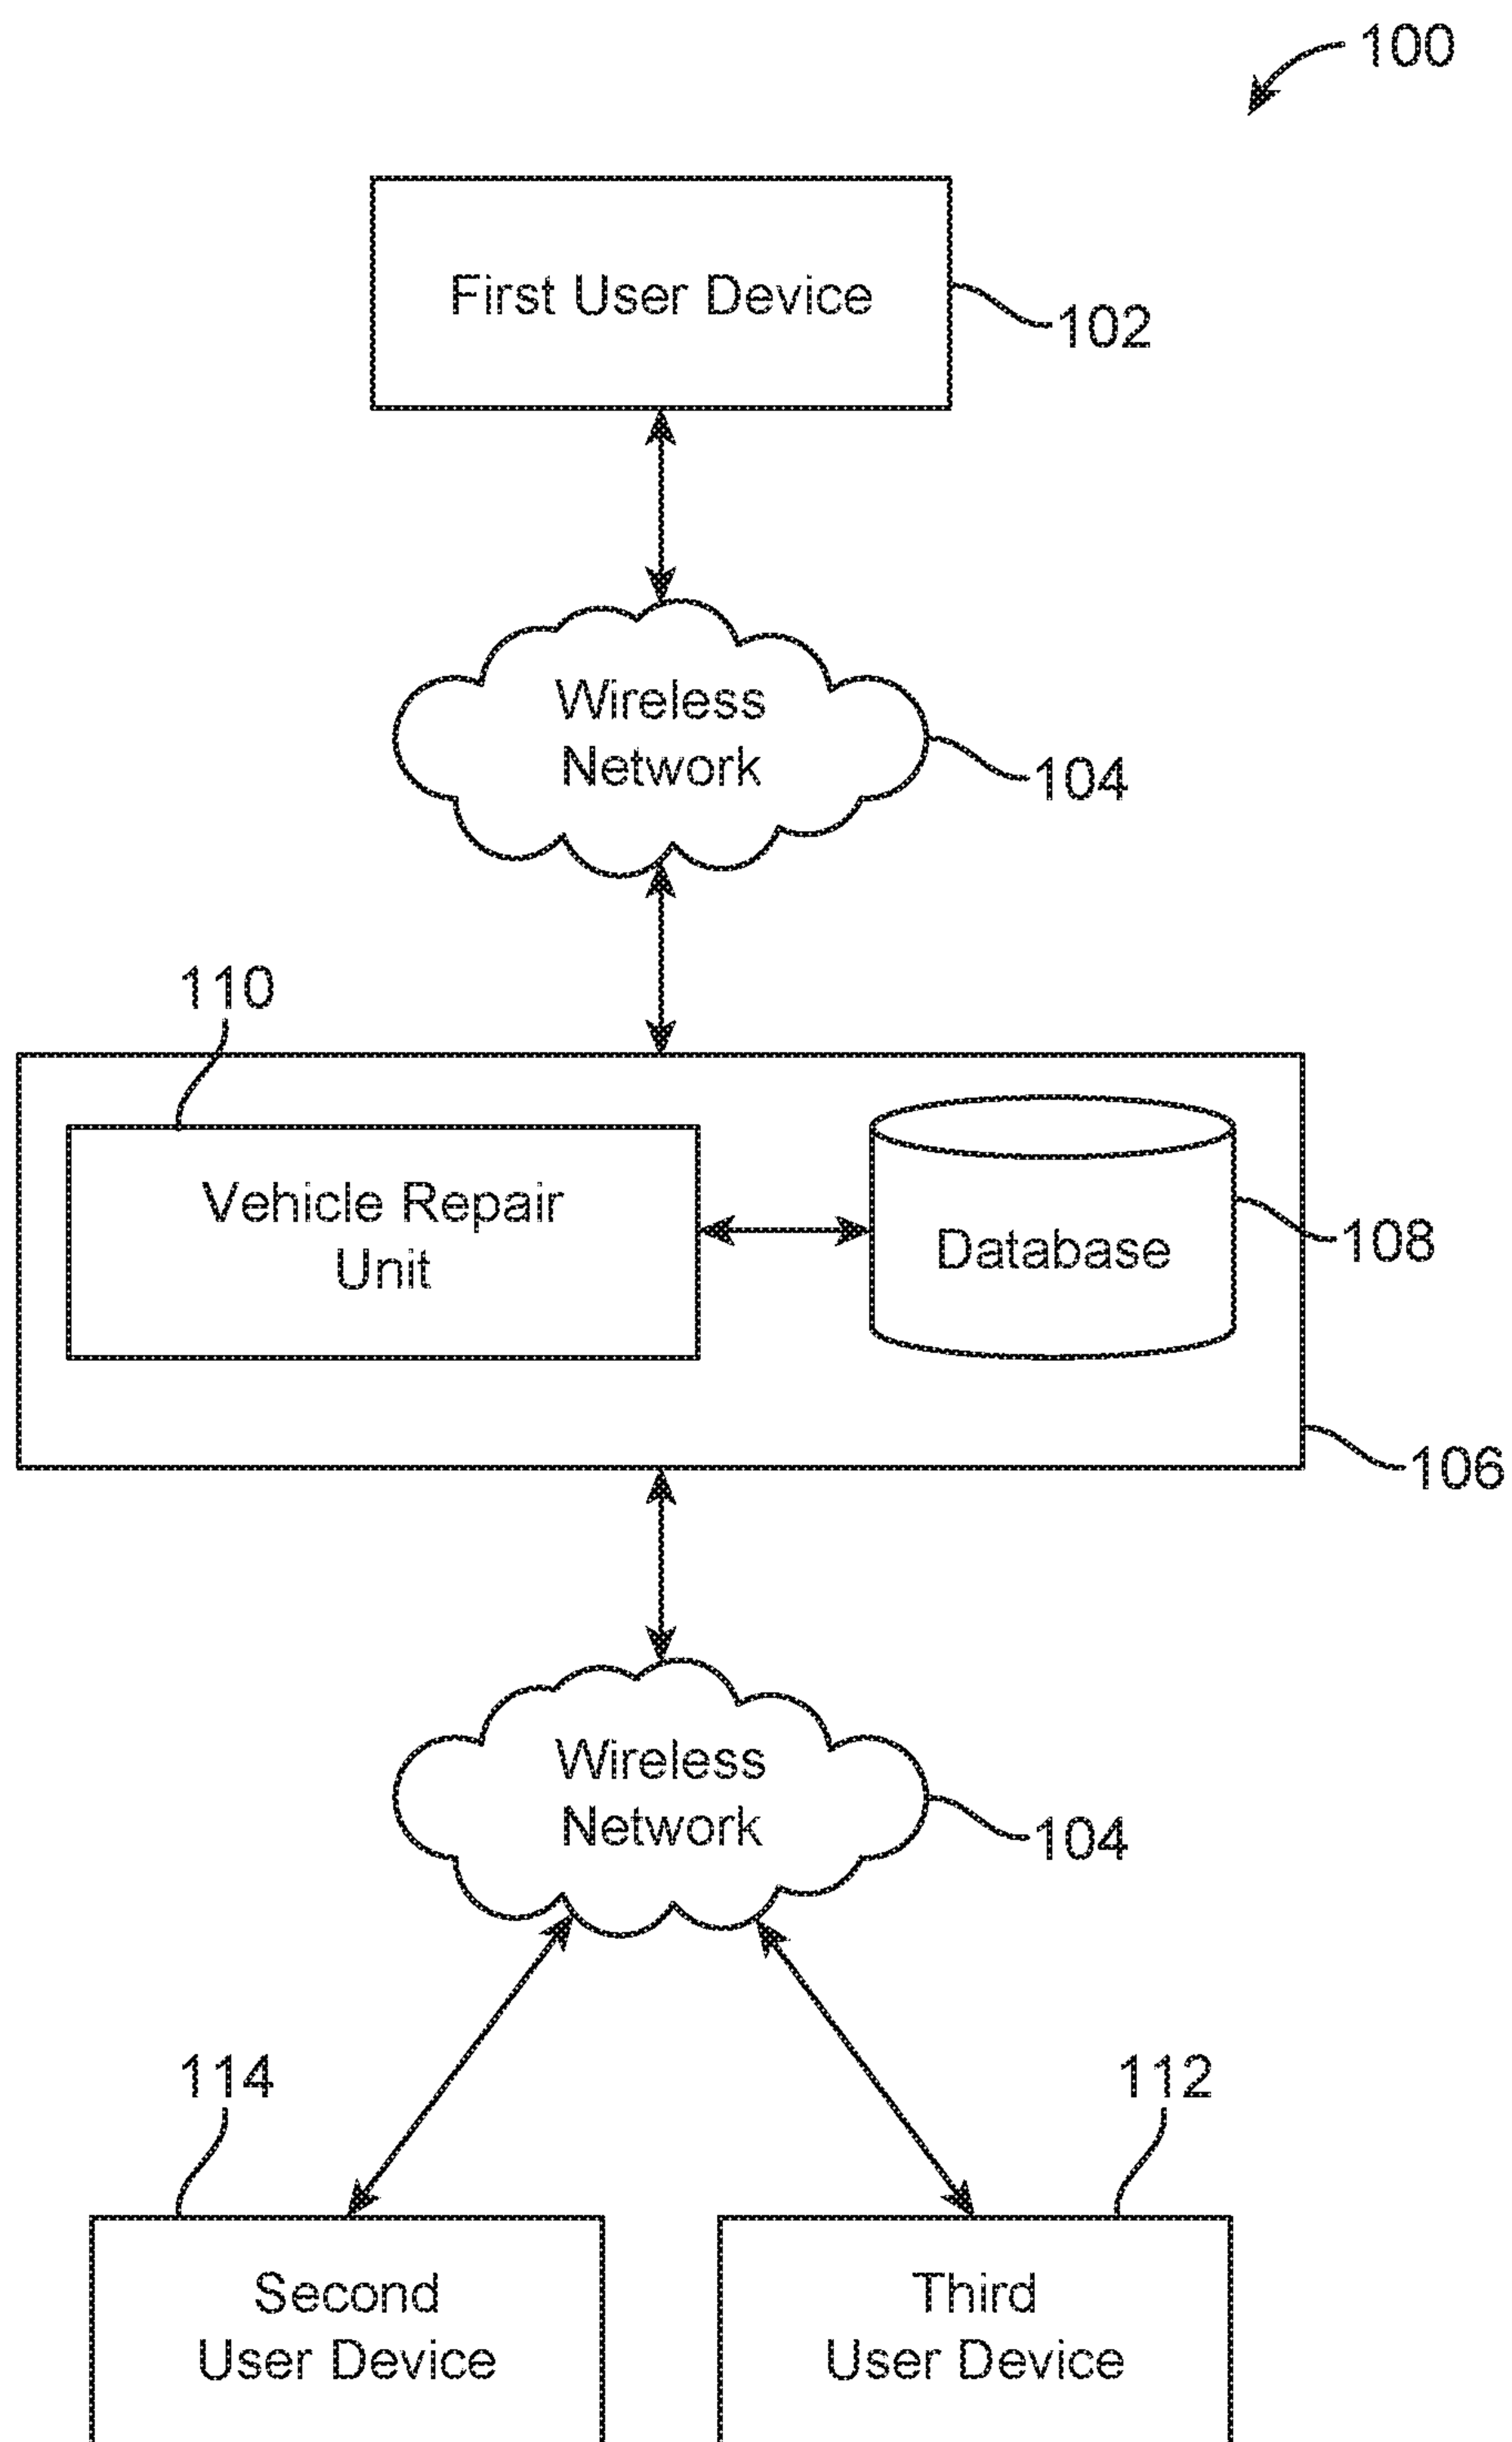 100
First User Device
102
Wireless
Network
104
110
Vehicle Repair
Unit
Database
108
106
Wireless
Network
104
114
112
Second
User Device
Third
User Device